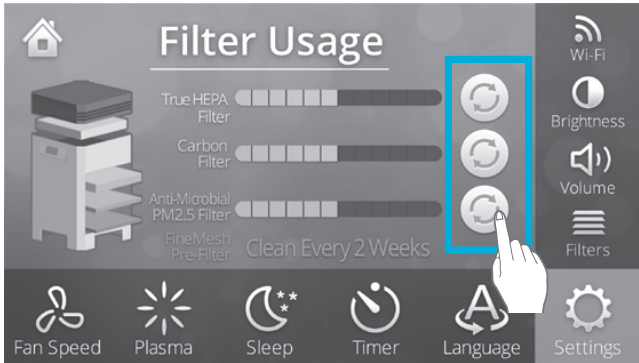 Filter Usage
True HEPA
Filter
Carbon
Filter
Anti-Microbial
PM2.5 Filter
FineMesh
Pre-Filter
Clean Every 2 Weeks
Wi-Fi
Brightness
Volume
Filters
Fan Speed
Plasma
Sleep
Timer
A
Language
Settings